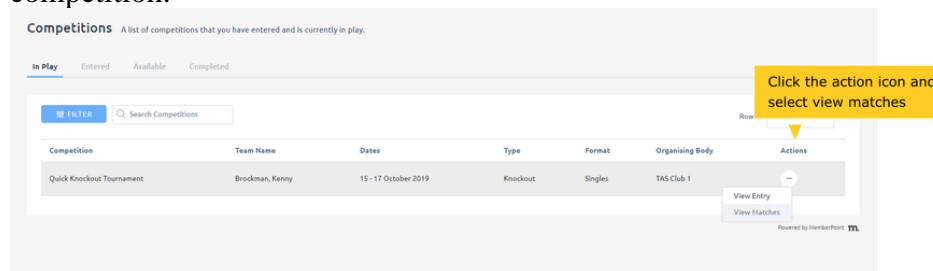 competition.
Competitions A list of competitions that you have entered and is currently in play.
In Play Entered Available Completed
Click the action icon and
select view matches
FILTER Search Competitions
Row
Competition Team Name Dates Type Format Organising Body Actions
Quick Knockout Tournament Brockman, Kenny 15 - 17 October 2019 Knockout Singles TAS Club 1 ...
View Entry
View Matches
Powered by MemberPoint m.